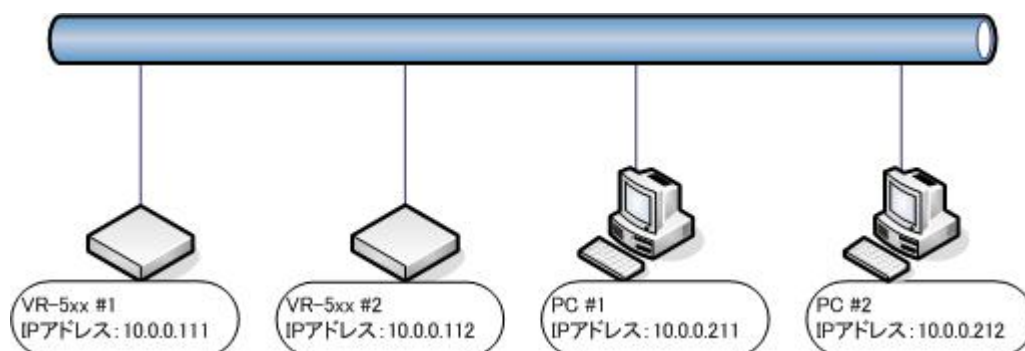 VR-5xx #1
IPアドレス:10.0.0.111
VR-5xx #2
IPアドレス:10.0.0.112
PC #1
IPアドレス:10.0.0.211
PC #2
IPアドレス:10.0.0.212